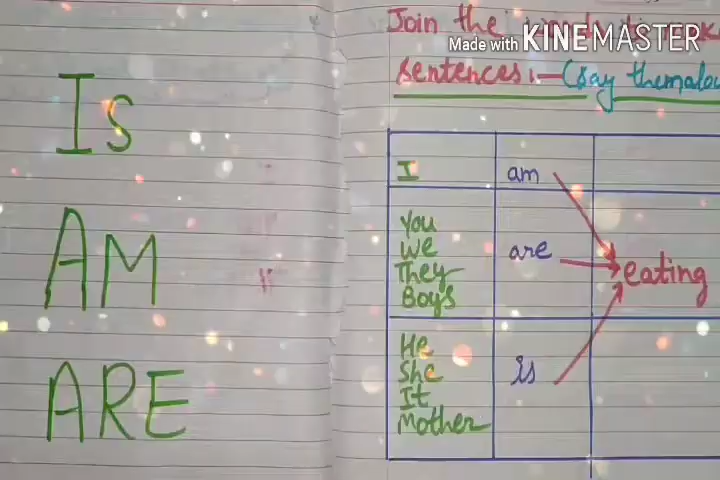 IS
AM
ARE
Join the
Made with KINEMASTER
sentences:- (say
I am
You
We are
They
Boys
eating
He
She is
It
Mother